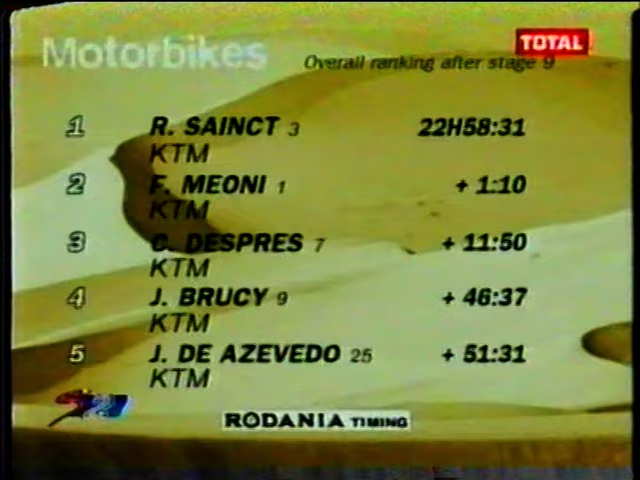 Motorbikes
TOTAL
Overall ranking after stage 9
1 R. SAINCT 3 22H58:31
KTM
2 F. MEONI 1 + 1:10
KTM
3 C. DESPRES 7 + 11:50
KTM
4 J. BRUCY 9 + 46:37
KTM
5 J. DE AZEVEDO 25 + 51:31
KTM
RODANIA TIMING